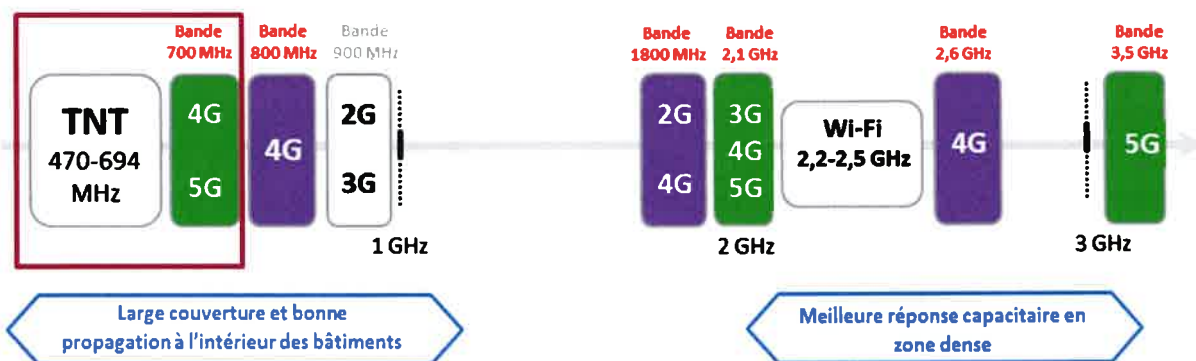 Bande
700 MHz
Bande
800 MHz
Bande
900 MHz
Bande
1800 MHz
Bande
2,1 GHz
Bande
2,6 GHz
Bande
3,5 GHz
TNT
470-694
MHz
4G
5G
4G
2G
3G
2G
4G
3G
4G
5G
Wi-Fi
2,2-2,5 GHz
4G
5G
1 GHz
2 GHz
3 GHz
Large couverture et bonne
propagation à l'intérieur des bâtiments
Meilleure réponse capacitaire en
zone dense